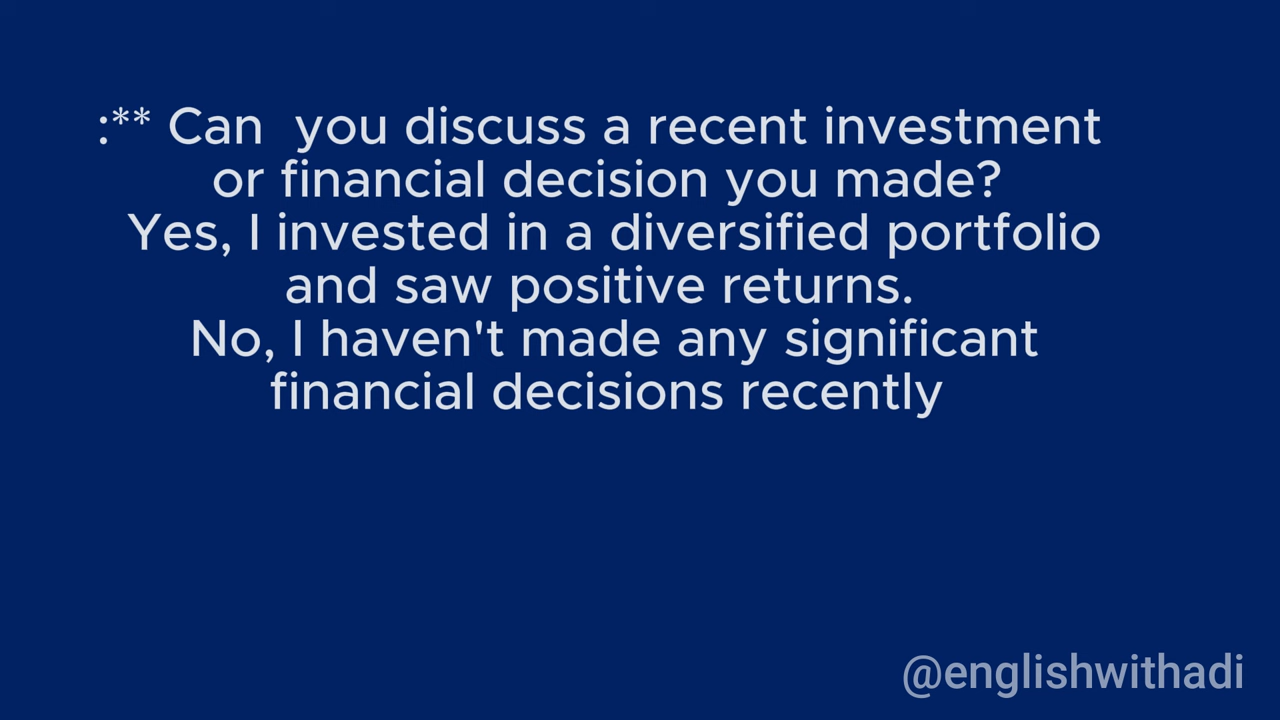 :** Can  you discuss a recent investment
or financial decision you made?
Yes, I invested in a diversified portfolio
and saw positive returns.
No, I haven't made any significant
financial decisions recently
@englishwithadi